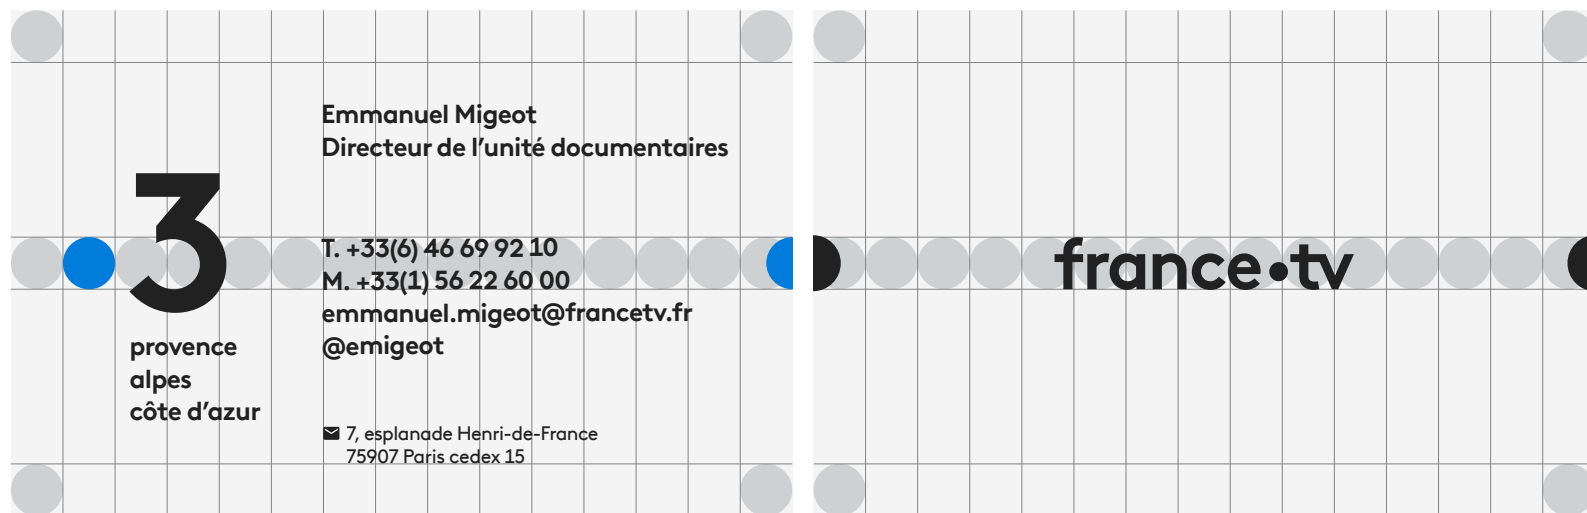 3
provence
alpes
côte d’azur
Emmanuel Migeot
Directeur de l’unité documentaires
T. +33(6) 46 69 92 10
M. +33(1) 56 22 60 00
emmanuel.migeot@francetv.fr
@emigeot
7, esplanade Henri-de-France
75907 Paris cedex 15
france•tv